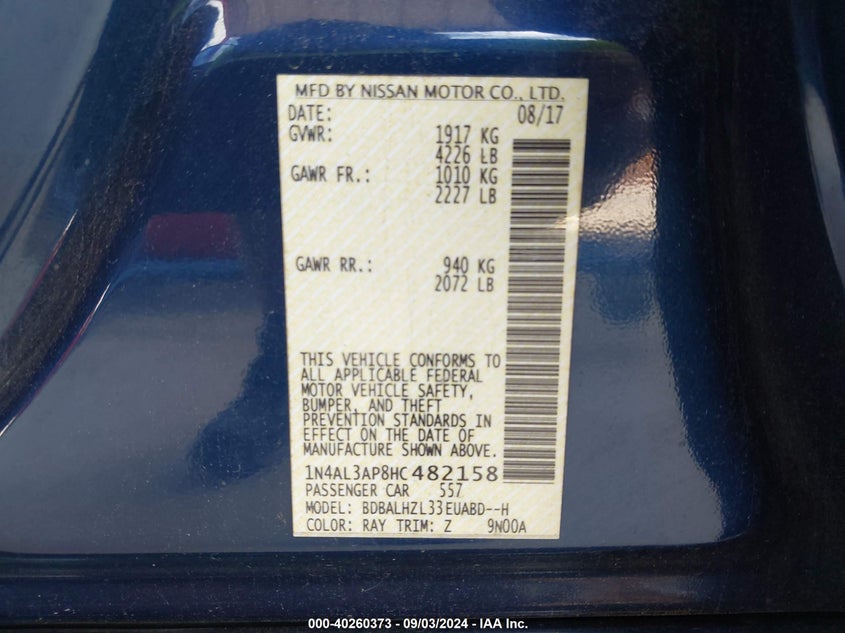 MFD BY NISSAN MOTOR CO., LTD.
DATE: 08/17
GVWR: 1917 KG
4226 LB
GAWR FR.: 1010 KG
2227 LB
GAWR RR.: 940 KG
2072 LB
THIS VEHICLE CONFORMS TO
ALL APPLICABLE FEDERAL
MOTOR VEHICLE SAFETY,
BUMPER, AND THEFT
PREVENTION STANDARDS IN
EFFECT ON THE DATE OF
MANUFACTURE SHOWN ABOVE.
1N4AL3AP8HC482158
PASSENGER CAR 557
MODEL: BDBALHZL33EUABD--H
COLOR: RAY TRIM: Z 9N00A
000-40260373 - 09/03/2024 - IAA Inc.